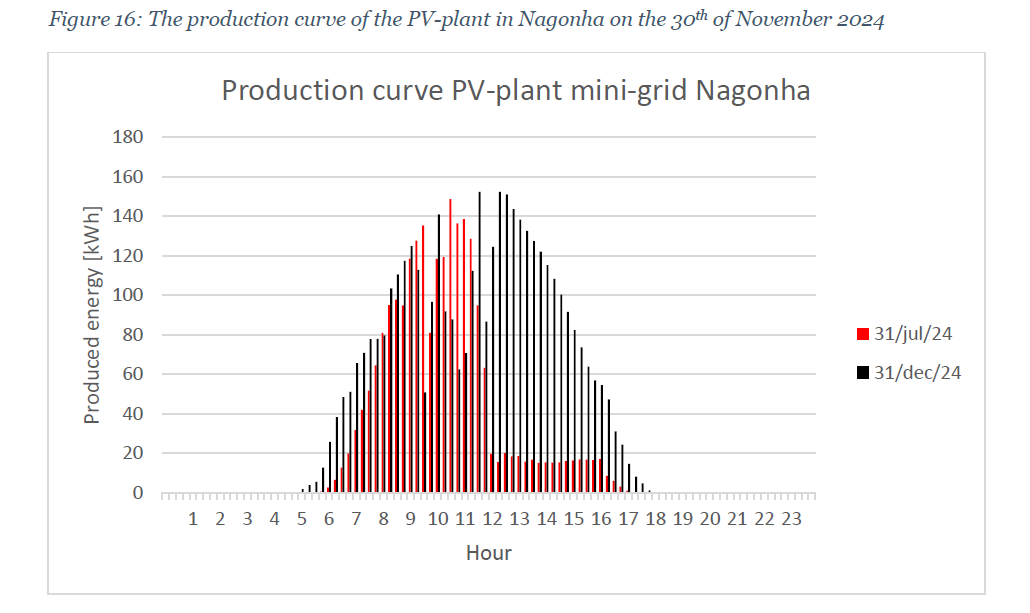 Figure 16: The production curve of the PV-plant in Nagonha on the 30th of November 2024
Production curve PV-plant mini-grid Nagonha
180
160
140
120
100
80
60
40
20
0
Produced energy [kWh]
1 2 3 4 5 6 7 8 9 10 11 12 13 14 15 16 17 18 19 20 21 22 23
Hour
31/jul/24
31/dec/24